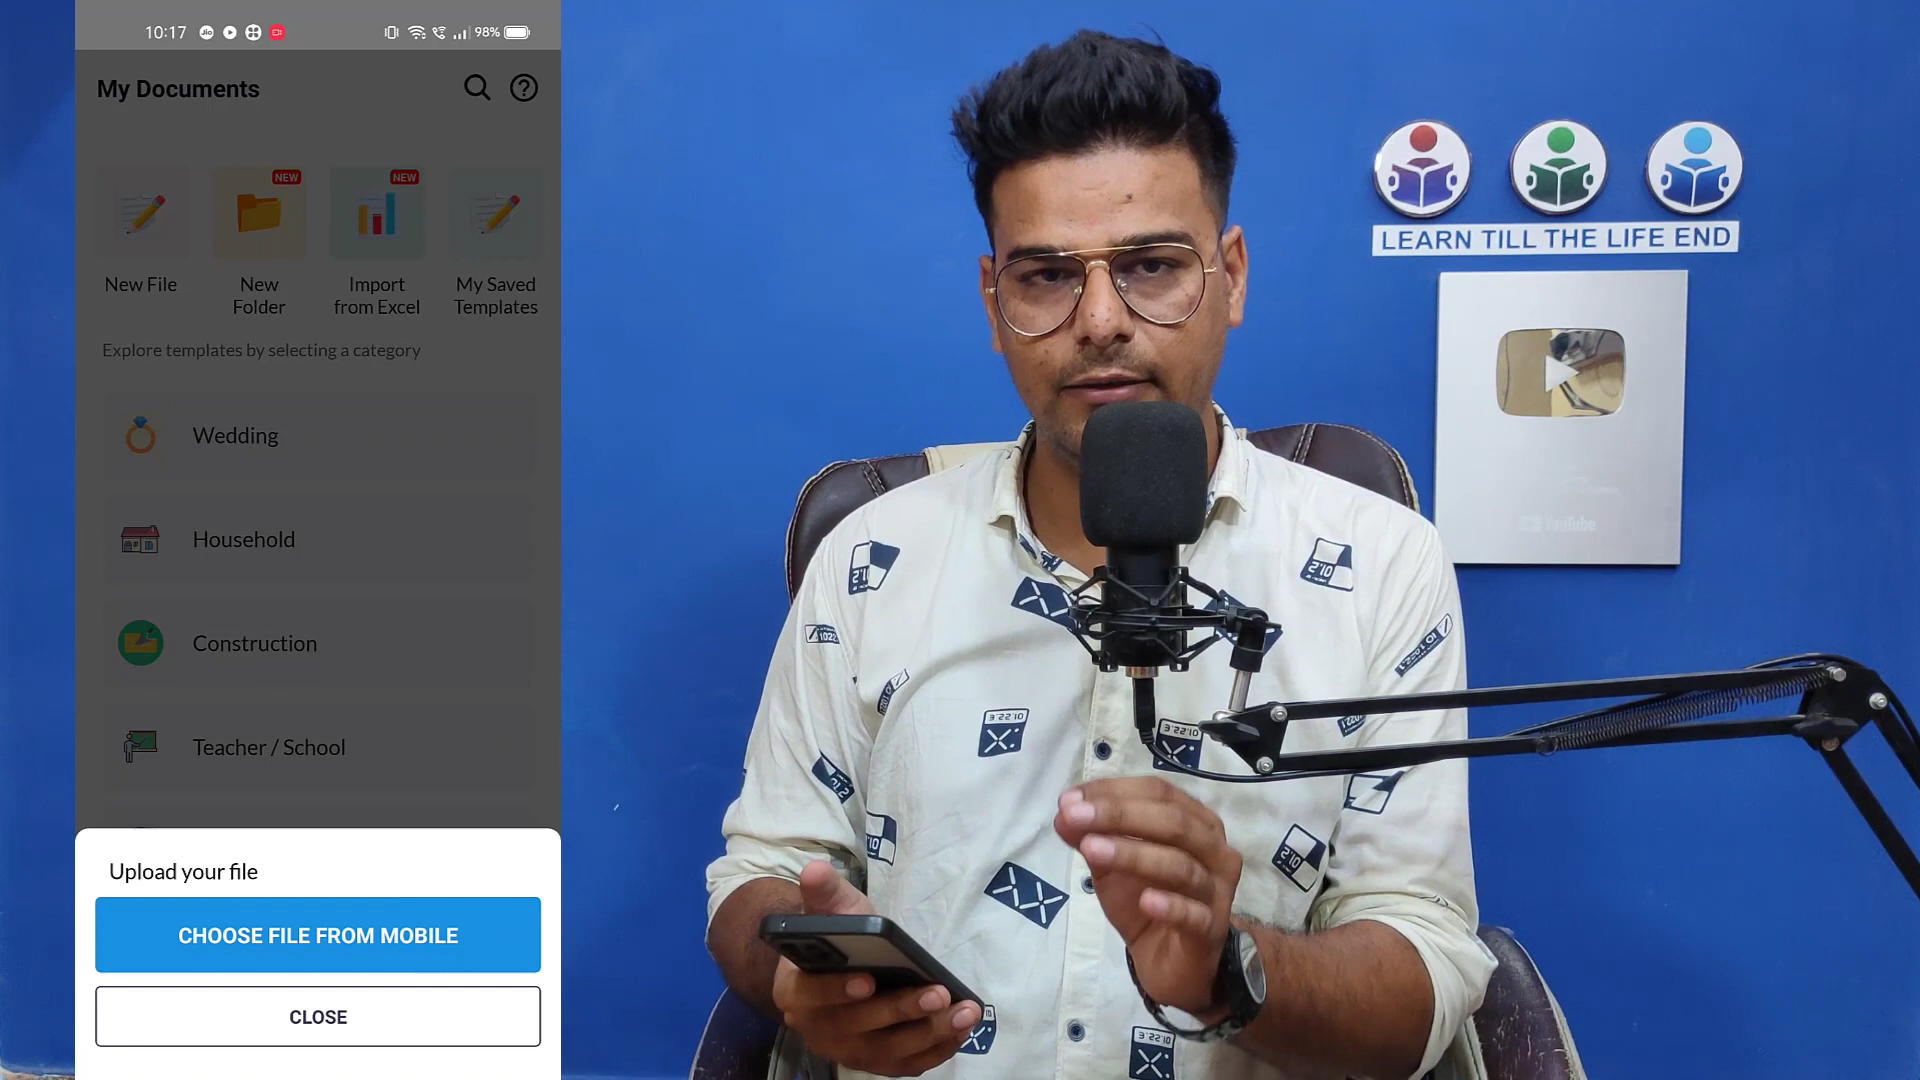 10:17
Jio
98%
My Documents
NEW
NEW
New File
New
Folder
Import
from Excel
My Saved
Templates
Explore templates by selecting a category
Wedding
Household
Construction
Teacher / School
Upload your file
CHOOSE FILE FROM MOBILE
CLOSE
LEARN TILL THE LIFE END
YouTube